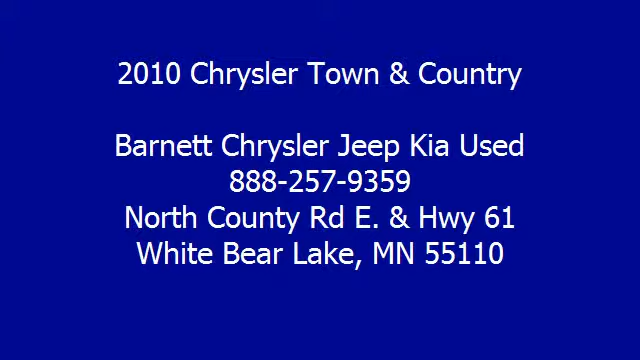 2010 Chrysler Town & Country
Barnett Chrysler Jeep Kia Used
888-257-9359
North County Rd E. & Hwy 61
White Bear Lake, MN 55110